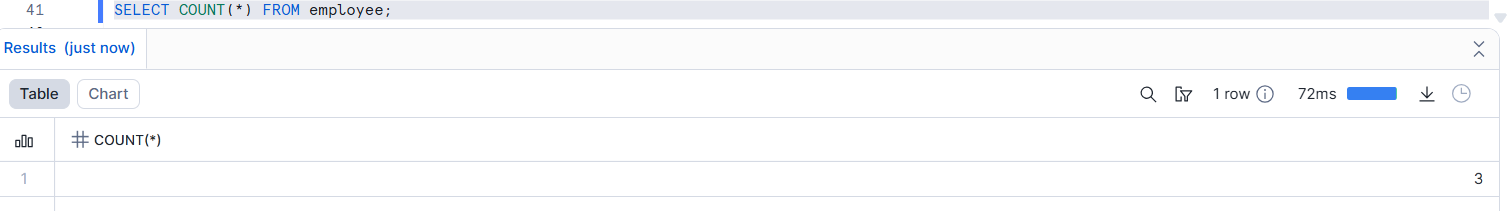 41 SELECT COUNT(*) FROM employee;
Results (just now)
Table Chart 1 row 72ms
COUNT(*)
1 3